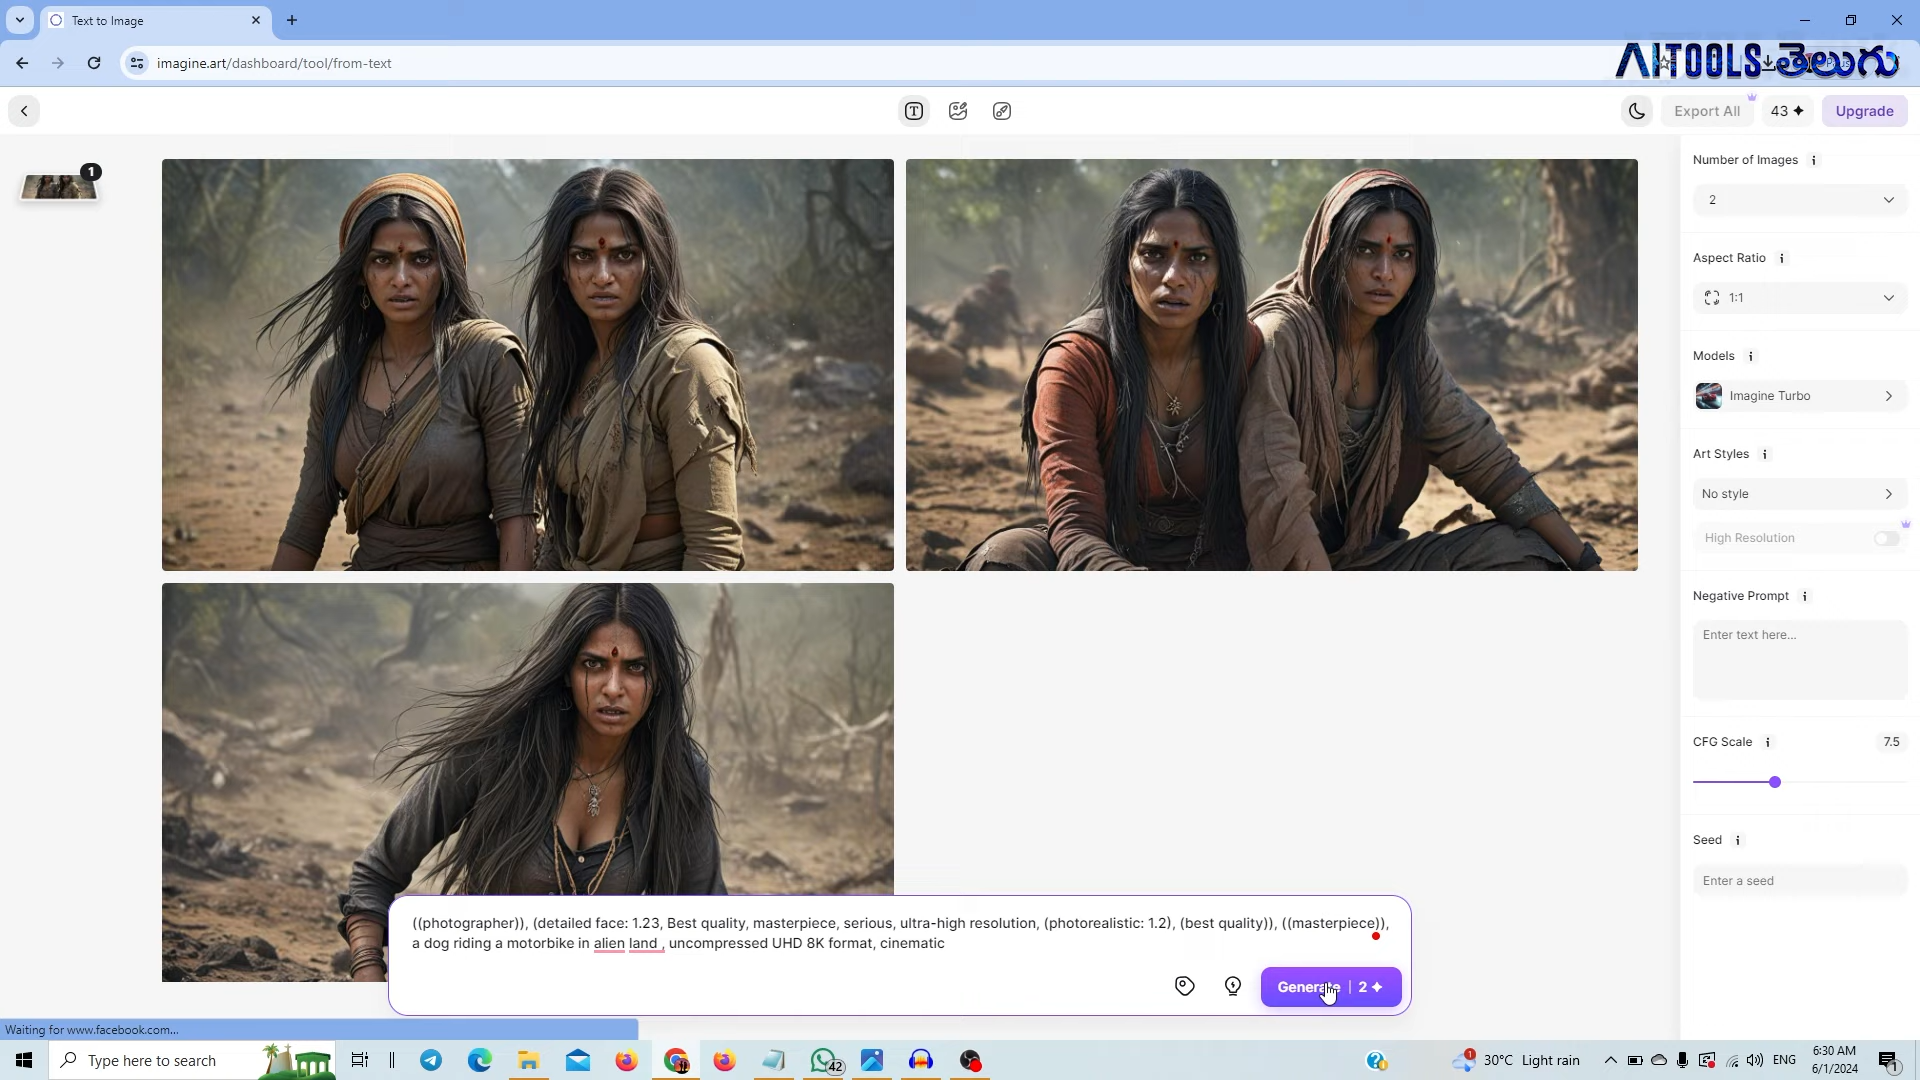 Text to Image
imagine.art/dashboard/tool/from-text
AITOOLS తెలుగు
Export All
43
Upgrade
1
Number of Images
2
Aspect Ratio
1:1
Models
Imagine Turbo
Art Styles
No style
High Resolution
Negative Prompt
Enter text here...
CFG Scale
7.5
Seed
Enter a seed
((photographer)), (detailed face: 1.23, Best quality, masterpiece, serious, ultra-high resolution, (photorealistic: 1.2), (best quality)), ((masterpiece)),
a dog riding a motorbike in alien land , uncompressed UHD 8K format, cinematic
Generate | 2
Waiting for www.facebook.com...
Type here to search
42
1
30°C Light rain
ENG
6:30 AM
6/1/2024
1